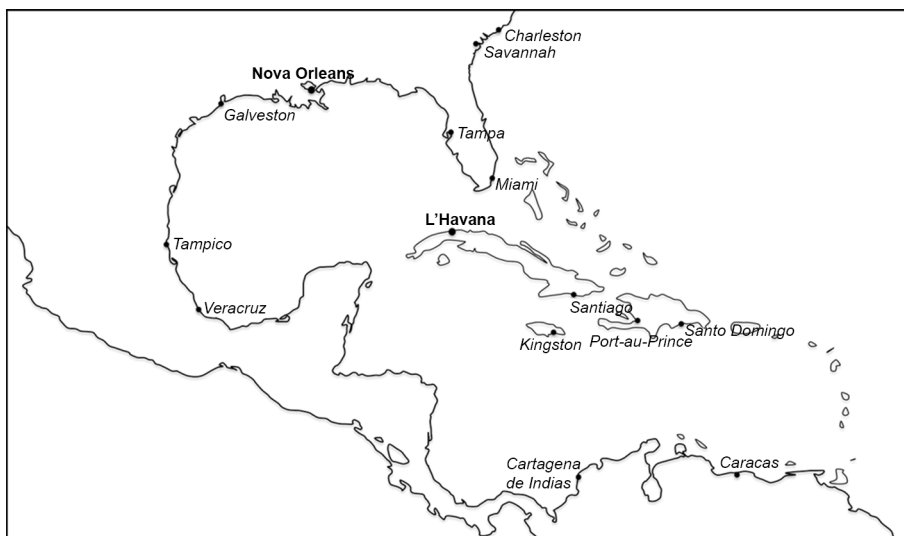 Charleston
Savannah
Nova Orleans
Galveston
Tampa
Miami
L'Havana
Tampico
Veracruz
Santiago
Port-au-Prince
Santo Domingo
Kingston
Cartagena
de Indias
Caracas